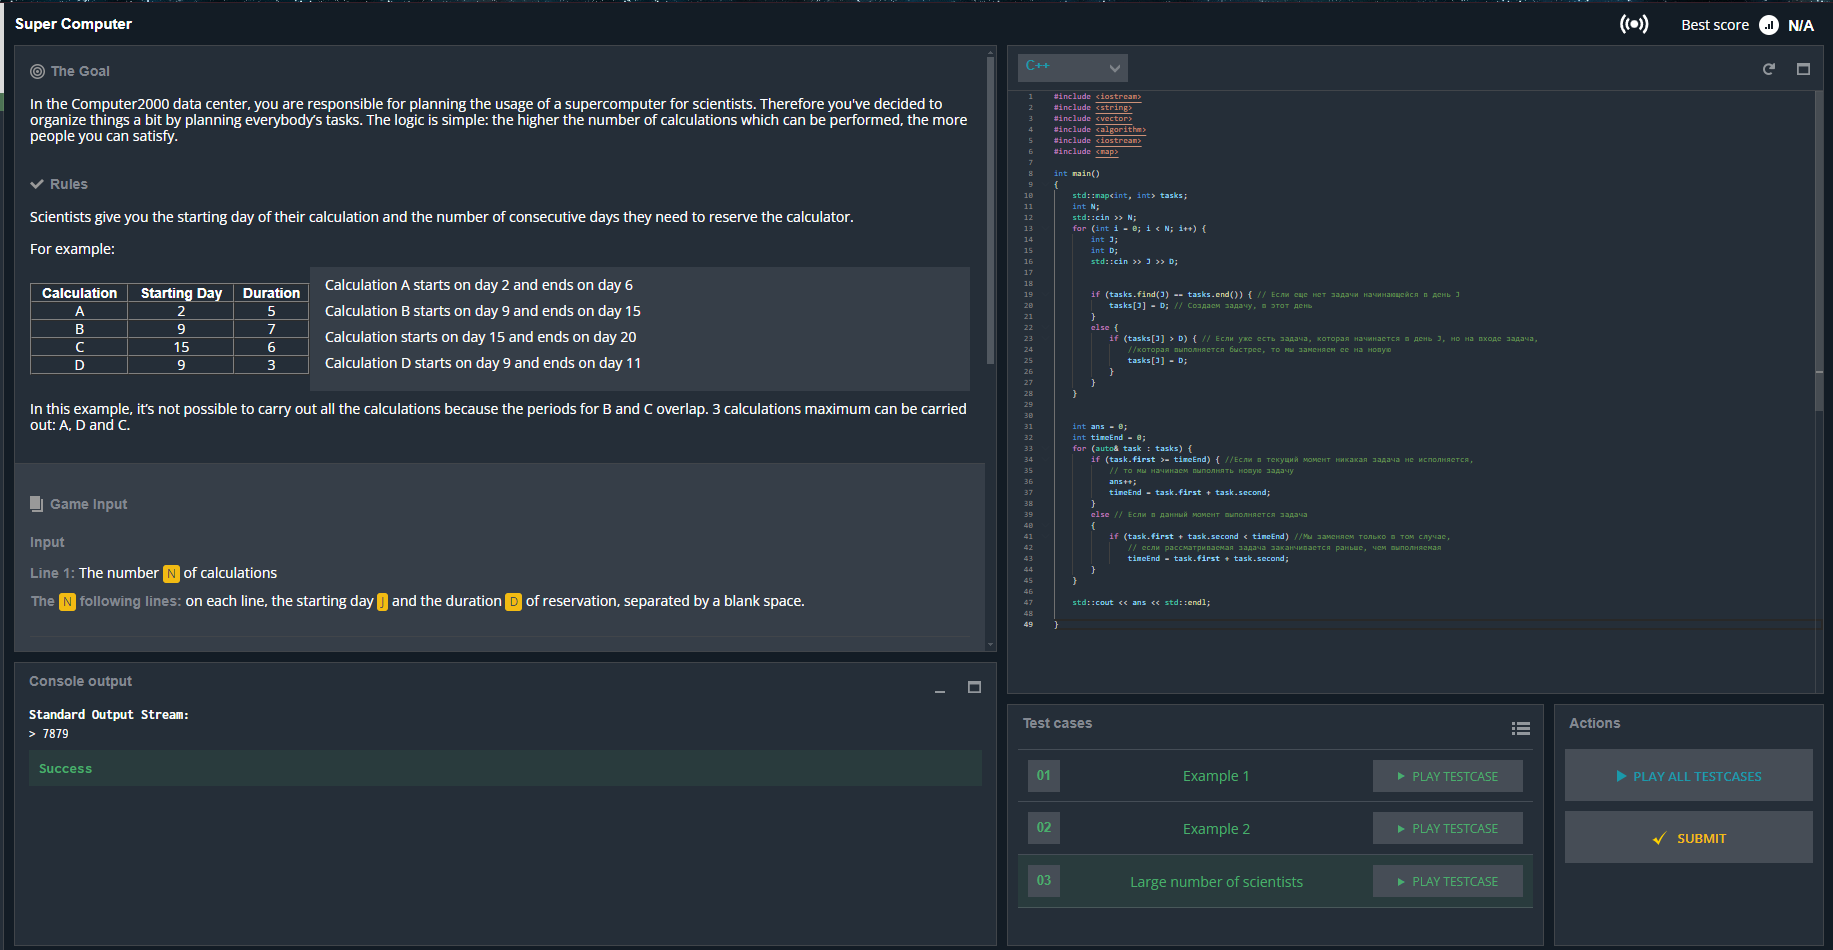 Super Computer
Best score N/A
The Goal
In the Computer2000 data center, you are responsible for planning the usage of a supercomputer for scientists. Therefore you've decided to
organize things a bit by planning everybody's tasks. The logic is simple: the higher the number of calculations which can be performed, the more
people you can satisfy.
Rules
Scientists give you the starting day of their calculation and the number of consecutive days they need to reserve the calculator.
For example:
Calculation Starting Day Duration
A 2 5
B 9 7
C 15 6
D 9 3
Calculation A starts on day 2 and ends on day 6
Calculation B starts on day 9 and ends on day 15
Calculation starts on day 15 and ends on day 20
Calculation D starts on day 9 and ends on day 11
In this example, it's not possible to carry out all the calculations because the periods for B and C overlap. 3 calculations maximum can be carried
out: A, D and C.
Game Input
Input
Line 1: The number N of calculations
The N following lines: on each line, the starting day J and the duration D of reservation, separated by a blank space.
Console output
Standard Output Stream:
> 7879
Success
C++
1 #include <iostream>
2 #include <string>
3 #include <vector>
4 #include <algorithm>
5 #include <iostream>
6 #include <map>
7
8 int main()
9 {
10 std::map<int, int> tasks;
11 int N;
12 std::cin >> N;
13 for (int i = 0; i < N; i++) {
14 int J;
15 int D;
16 std::cin >> J >> D;
17
18
19 if (tasks.find(J) == tasks.end()) { // Если еще нет задачи начинающейся в день J
20 tasks[J] = D; // Создаем задачу, в этот день
21 }
22 else {
23 if (tasks[J] > D) { // Если уже есть задача, которая начинается в день J, но на входе задача,
24 //которая выполняется быстрее, то мы заменяем ее на новую
25 tasks[J] = D;
26 }
27 }
28 }
29
30
31 int ans = 0;
32 int timeEnd = 0;
33 for (auto& task : tasks) {
34 if (task.first >= timeEnd) { //Если в текущий момент никакая задача не исполняется,
35 // то мы начинаем выполнять новую задачу
36 ans++;
37 timeEnd = task.first + task.second;
38 }
39 else // Если в данный момент выполняется задача
40 {
41 if (task.first + task.second < timeEnd) //Мы заменяем только в том случае,
42 // если рассматриваемая задача заканчивается раньше, чем выполняемая
43 timeEnd = task.first + task.second;
44 }
45 }
46
47 std::cout << ans << std::endl;
48
49 }
Test cases
01 Example 1 PLAY TESTCASE
02 Example 2 PLAY TESTCASE
03 Large number of scientists PLAY TESTCASE
Actions
PLAY ALL TESTCASES
SUBMIT